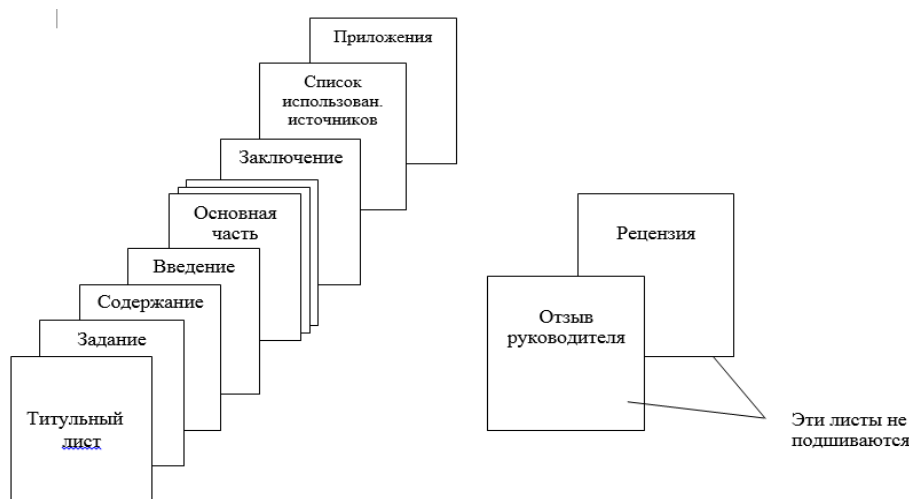 Приложения
Список
использован.
источников
Заключение
Основная
часть
Введение
Содержание
Задание
Титульный
лист
Рецензия
Отзыв
руководителя
Эти листы не
подшиваются